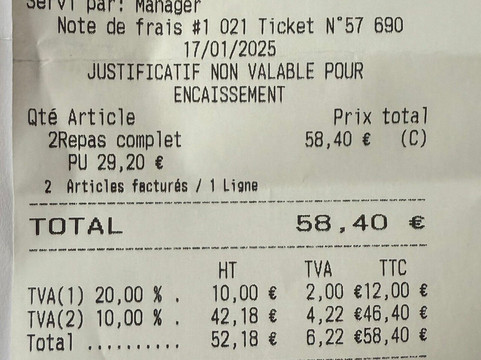 Servi par: Manager
Note de frais #1 021 Ticket N°57 690
17/01/2025
JUSTIFICATIF NON VALABLE POUR
ENCAISSEMENT
Qté Article Prix total
2Repas complet 58,40 € (C)
PU 29,20 €
2 Articles facturés / 1 Ligne
TOTAL 58,40 €
HT TVA TTC
TVA(1) 20,00 % . 10,00 € 2,00 €12,00 €
TVA(2) 10,00 % . 42,18 € 4,22 €46,40 €
Total .......... 52,18 € 6,22 €58,40 €